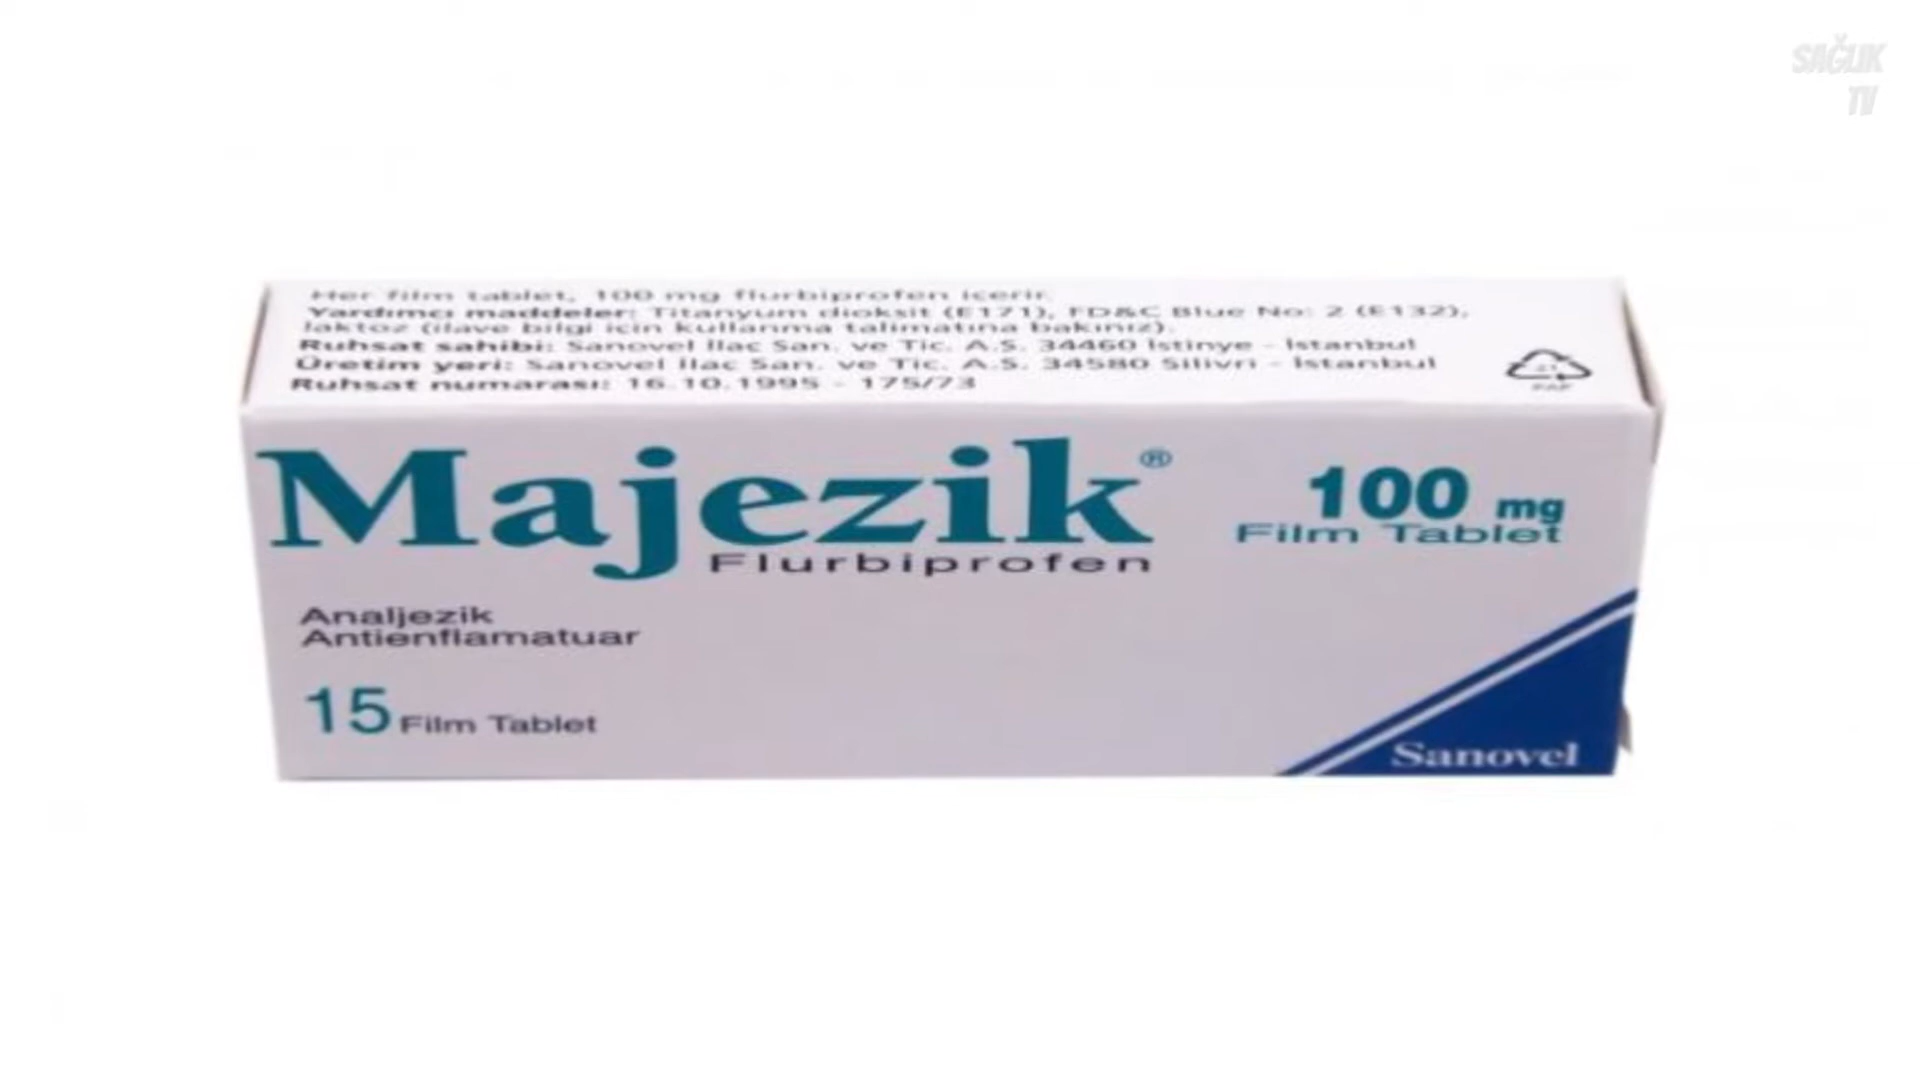 SAĞLIK
TV
Her film tablet, 100 mg flurbiprofen içerir.
Yardımcı maddeler: Titanyum dioksit (E171), FD&C Blue No: 2 (E132),
laktoz (ilave bilgi için kullanma talimatına bakınız).
Ruhsat sahibi: Sanovel İlaç San. ve Tic. A.Ş. 34460 İstinye - İstanbul
Üretim yeri: Sanovel İlaç San. ve Tic. A.Ş. 34580 Silivri - İstanbul
Ruhsat numarası: 16.10.1995 - 175/73
21
PAP
Majezik®
Flurbiprofen
100 mg
Film Tablet
Analjezik
Antienflamatuar
15 Film Tablet
Sanovel